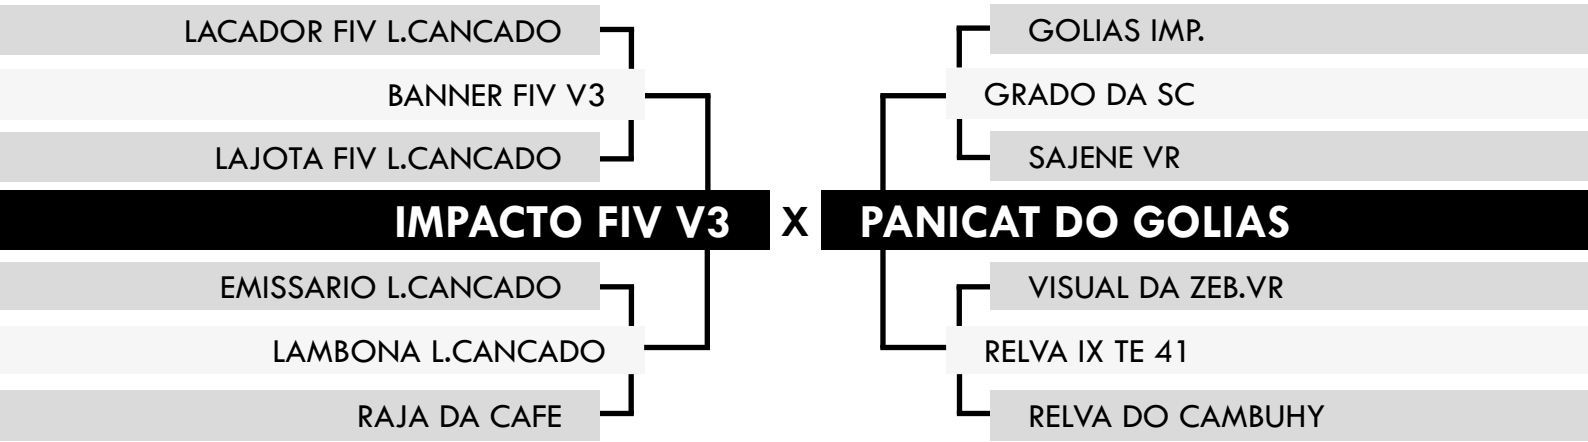 LACADOR FIV L.CANCADO
BANNER FIV V3
LAJOTA FIV L.CANCADO
IMPACTO FIV V3 X PANICAT DO GOLIAS
EMISSARIO L.CANCADO
LAMBONA L.CANCADO
RAJA DA CAFE
GOLIAS IMP.
GRADO DA SC
SAJENE VR
VISUAL DA ZEB.VR
RELVA IX TE 41
RELVA DO CAMBUHY